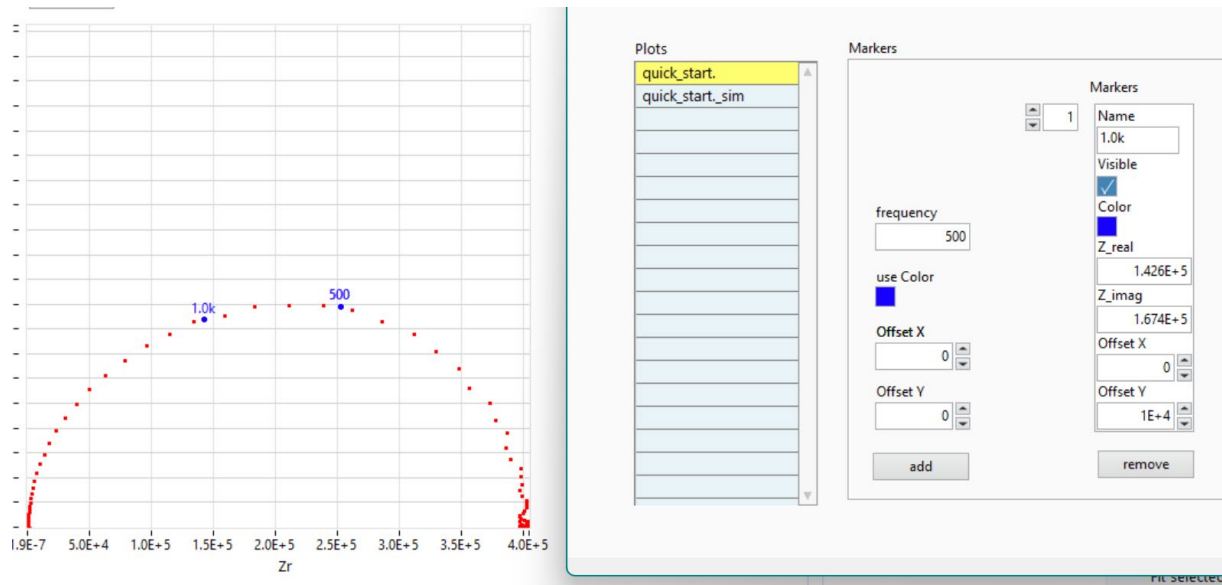 1.0k
500
1.9E-7 5.0E+4 1.0E+5 1.5E+5 2.0E+5 2.5E+5 3.0E+5 3.5E+5 4.0E+5
Zr
Plots
quick_start.
quick_start._sim
Markers
frequency
500
use Color
Offset X
0
Offset Y
0
add
Markers
1
Name
1.0k
Visible
Color
Z_real
1.426E+5
Z_imag
1.674E+5
Offset X
0
Offset Y
1E+4
remove